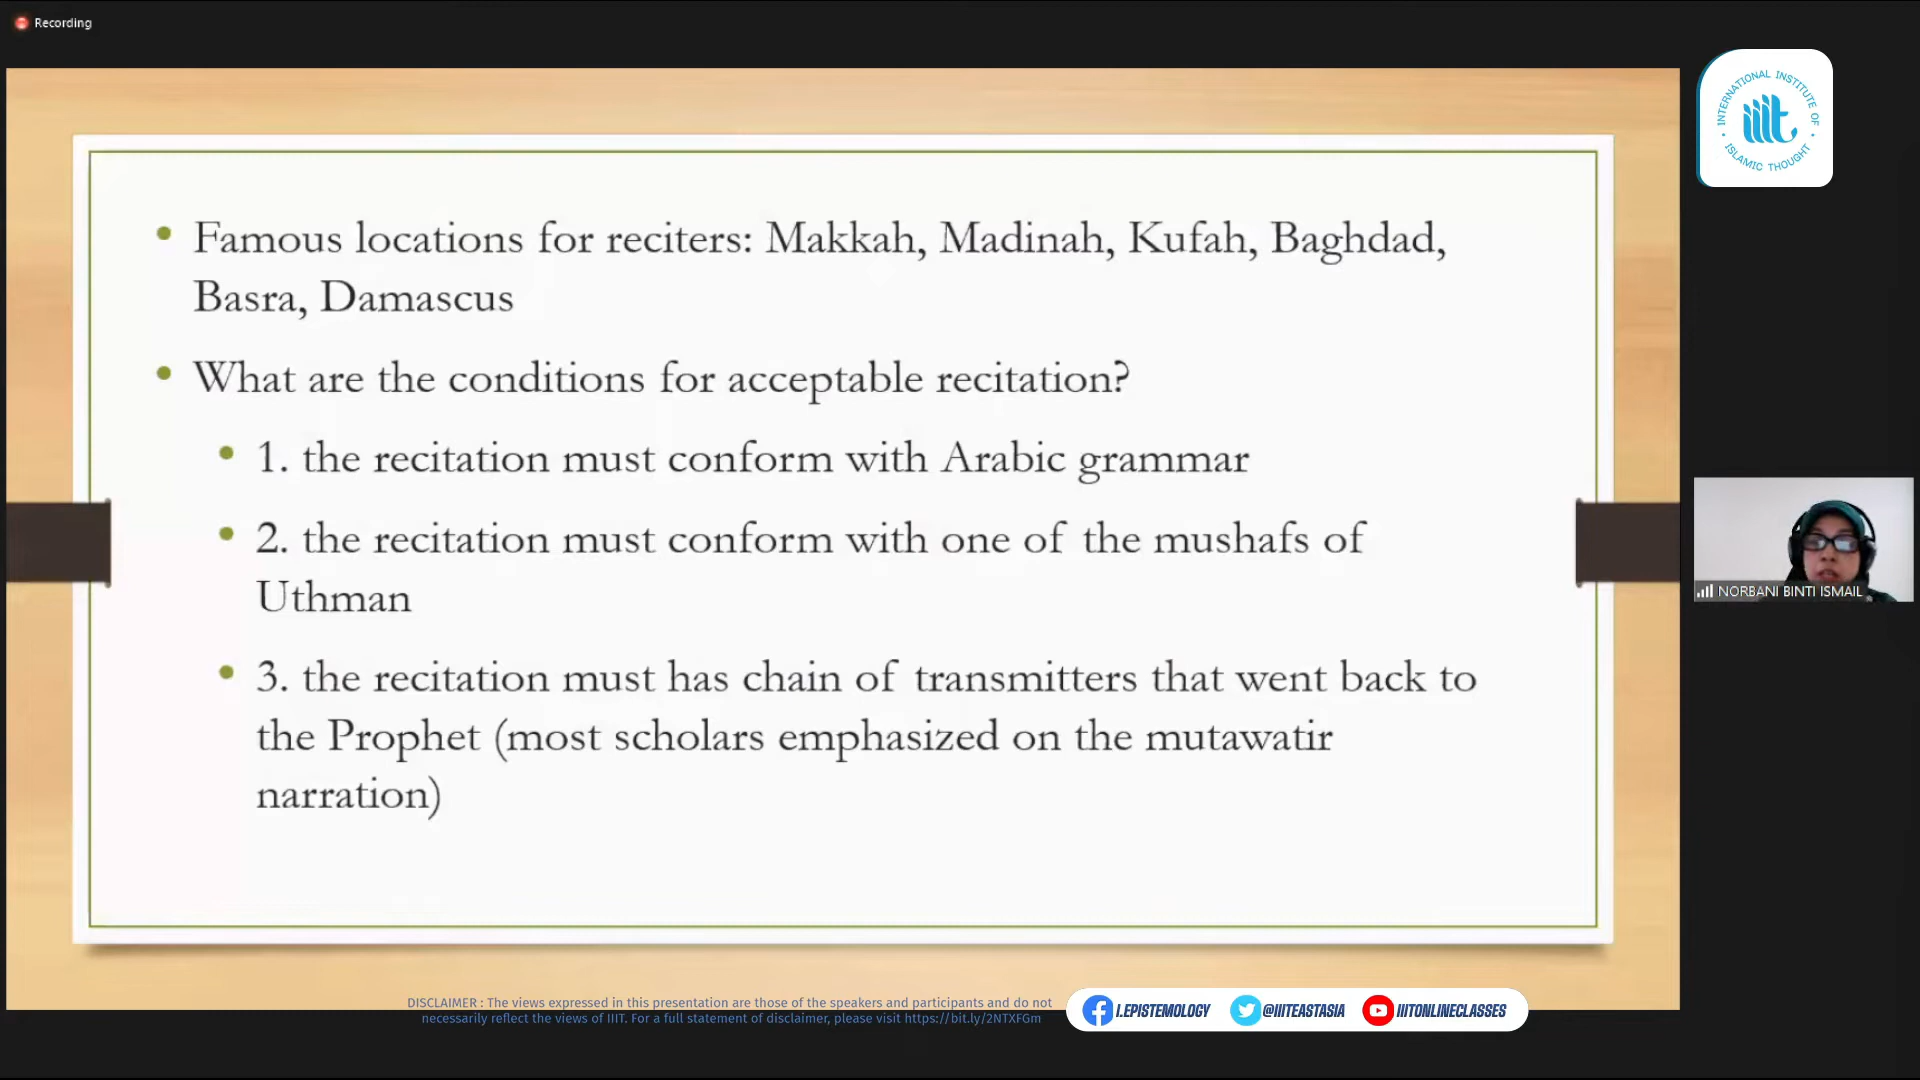 Recording
INTERNATIONAL INSTITUTE OF
iiit
ISLAMIC THOUGHT
• Famous locations for reciters: Makkah, Madinah, Kufah, Baghdad,
Basra, Damascus
• What are the conditions for acceptable recitation?
• 1. the recitation must conform with Arabic grammar
• 2. the recitation must conform with one of the mushafs of
Uthman
• 3. the recitation must has chain of transmitters that went back to
the Prophet (most scholars emphasized on the mutawatir
narration)
NORBANI BINTI ISMAIL
DISCLAIMER : The views expressed in this presentation are those of the speakers and participants and do not
necessarily reflect the views of IIIT. For a full statement of disclaimer, please visit https://bit.ly/2NTXFGm
I.EPISTEMOLOGY @IIITEASTASIA IIITONLINECLASSES